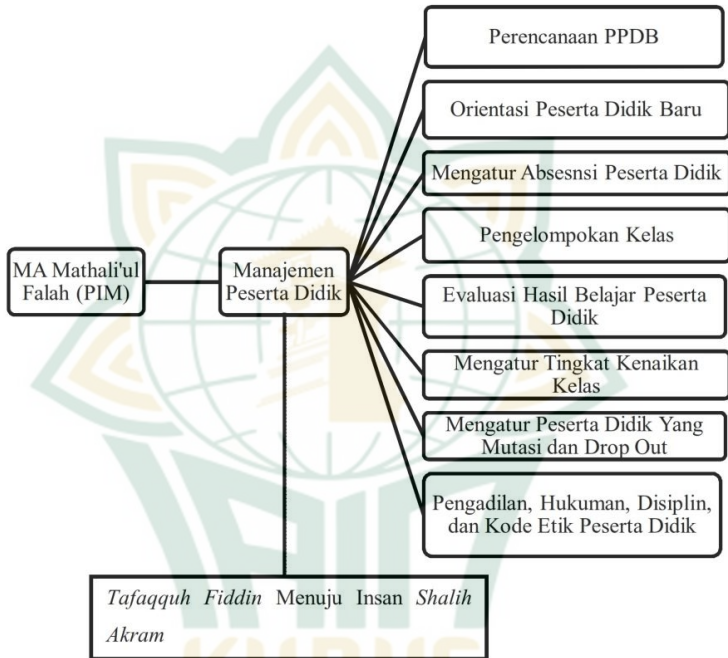 Perencanaan PPDB
Orientasi Peserta Didik Baru
Mengatur Absesnsi Peserta Didik
Pengelompokan Kelas
MA Mathali'ul
Falah (PIM)
Manajemen
Peserta Didik
Evaluasi Hasil Belajar Peserta
Didik
Mengatur Tingkat Kenaikan
Kelas
Mengatur Peserta Didik Yang
Mutasi dan Drop Out
Pengadilan, Hukuman, Disiplin,
dan Kode Etik Peserta Didik
Tafaqquh Fiddin Menuju Insan Shalih
Akram
IAIN
KUDUS